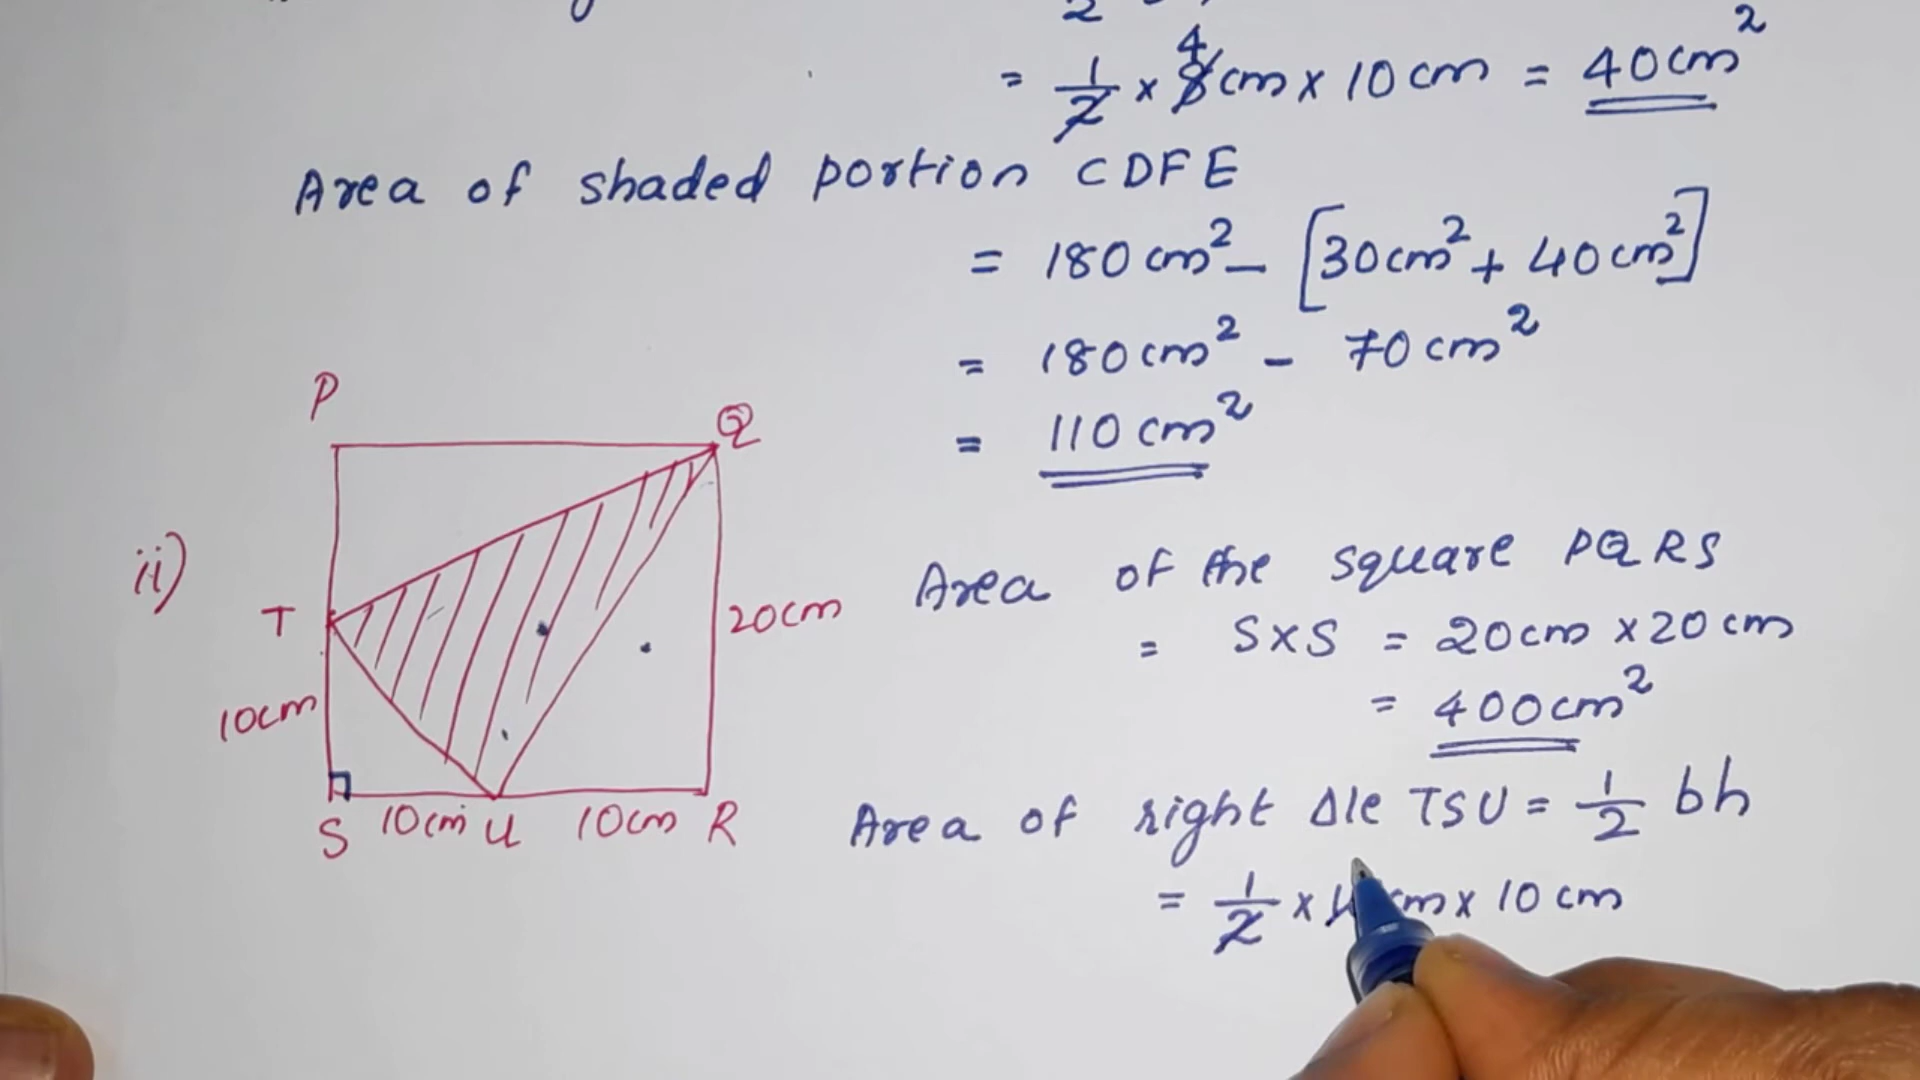 = 1/2 × 8 4 cm × 10 cm = 40 cm²
Area of shaded portion CDFE
= 180 cm² - [30 cm² + 40 cm²]
= 180 cm² - 70 cm²
= 110 cm²
P
Q
ii)
T
20cm
10cm
S 10cm U 10cm R
Area of the square PQRS
= S×S = 20cm × 20 cm
= 400cm²
Area of right Δle TSU = 1/2 bh
= 1/2 × cm × 10 cm